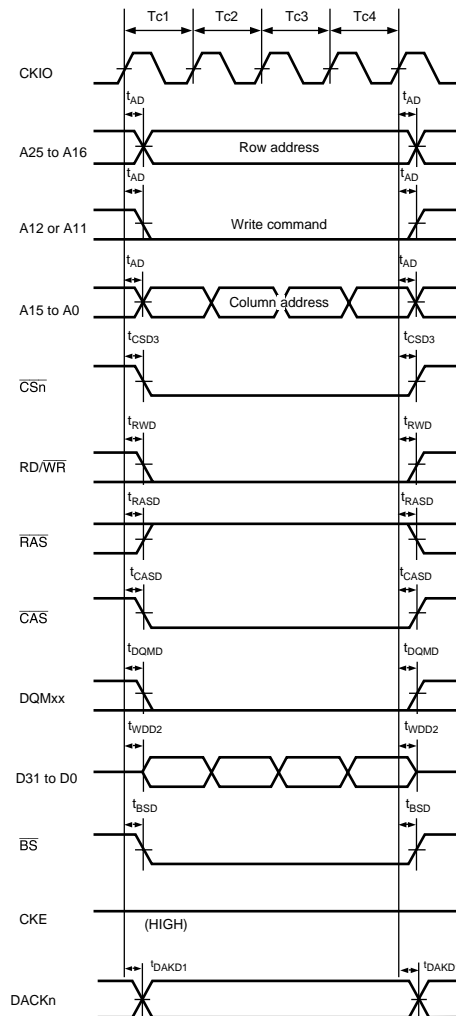 Tc1 Tc2 Tc3 Tc4
CKIO
tAD tAD
A25 to A16 Row address
tAD tAD
A12 or A11 Write command
tAD tAD
A15 to A0 Column address
tCSD3 tCSD3
CSn
tRWD tRWD
RD/WR
tRASD tRASD
RAS
tCASD tCASD
CAS
tDQMD tDQMD
DQMxx
tWDD2 tWDD2
D31 to D0
tBSD tBSD
BS
CKE
(HIGH)
tDAKD1 tDAKD1
DACKn